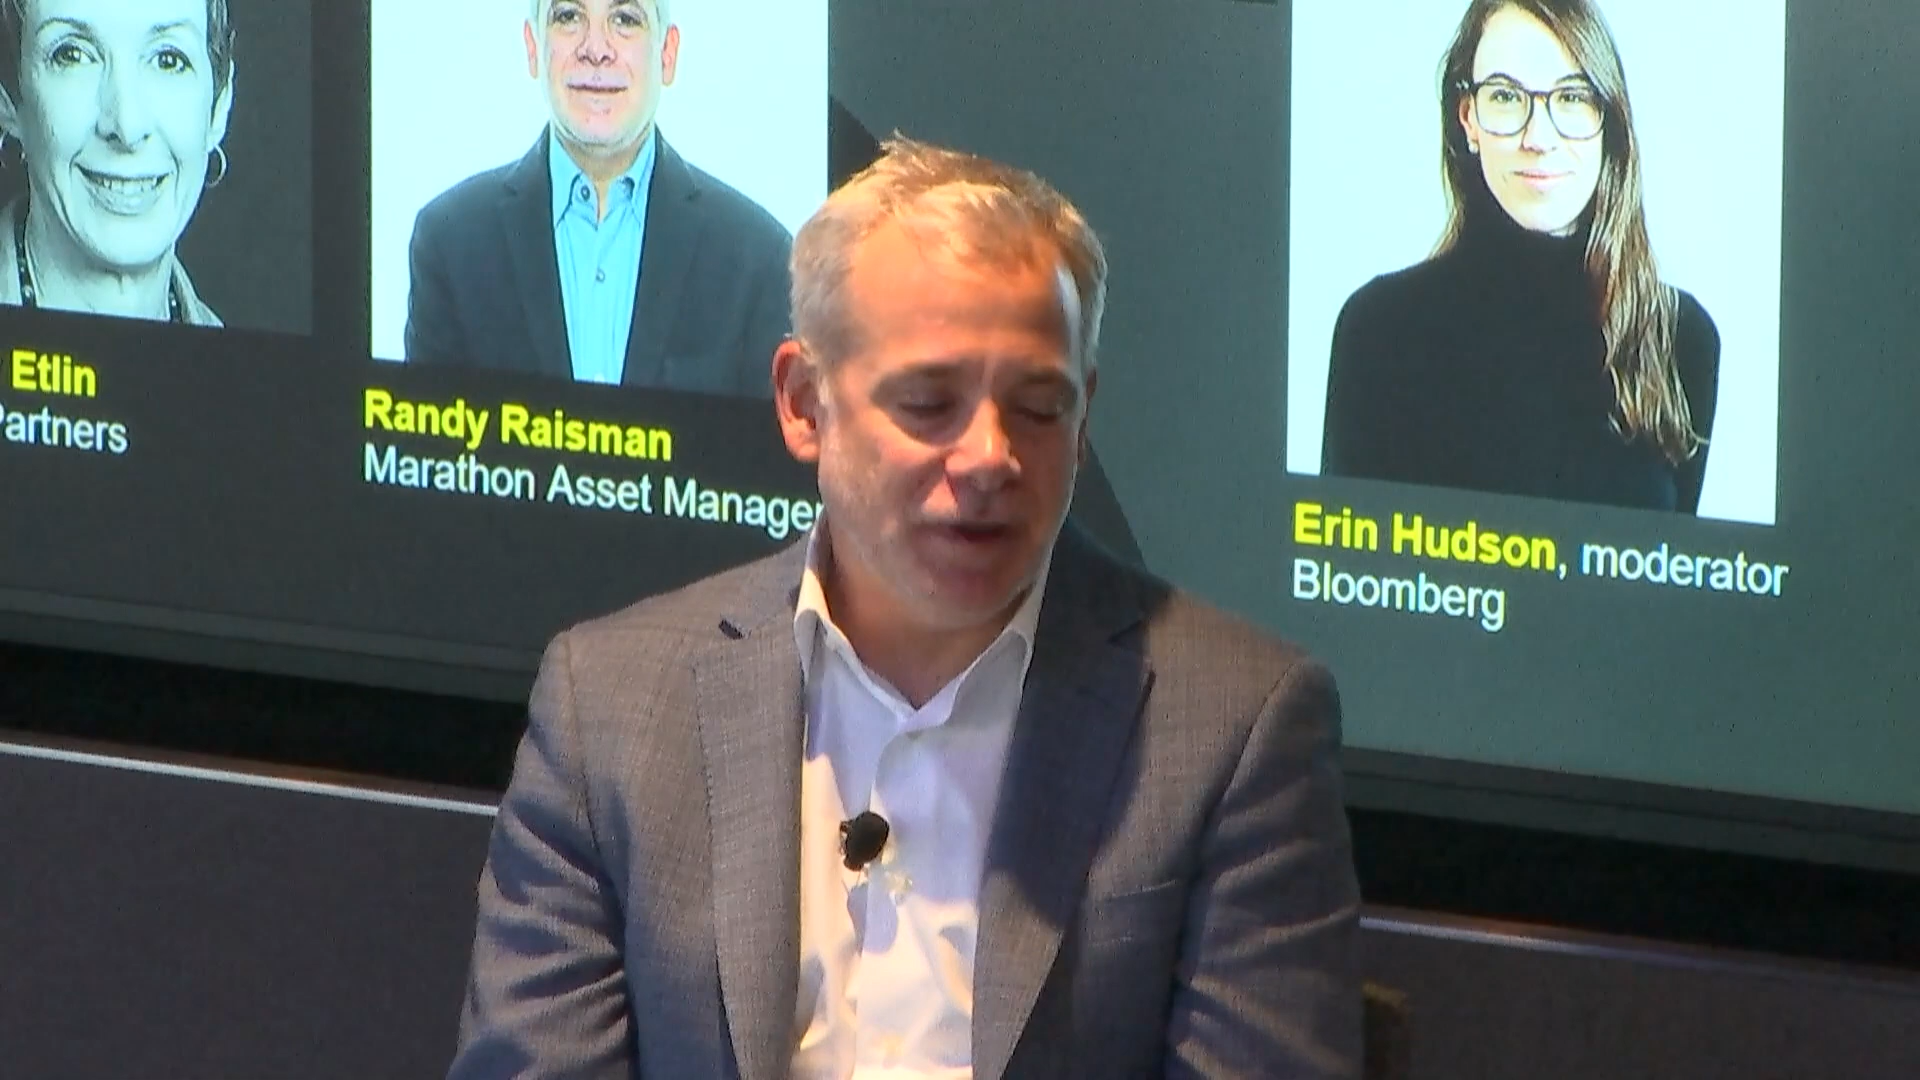 Etlin
Partners
Randy Raisman
Marathon Asset Manage
Erin Hudson, moderator
Bloomberg